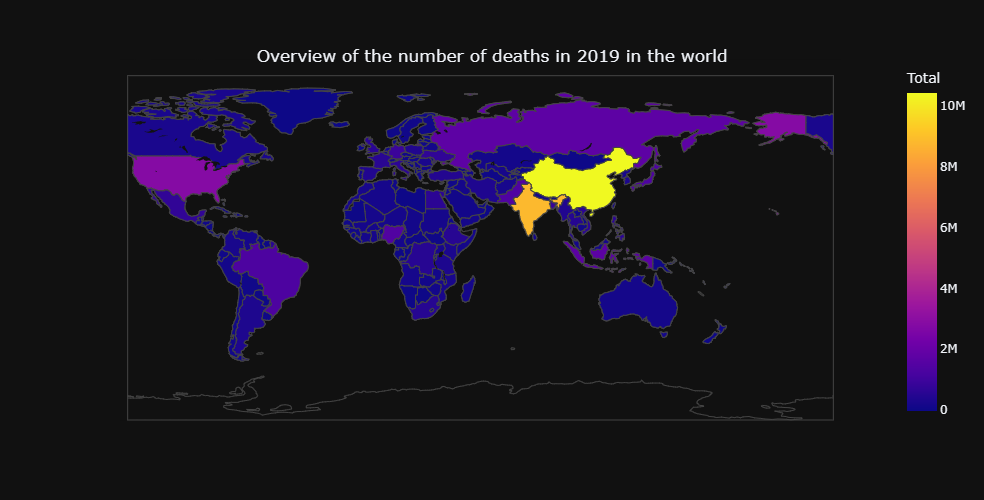 Overview of the number of deaths in 2019 in the world
Total
10M
8M
6M
4M
2M
0